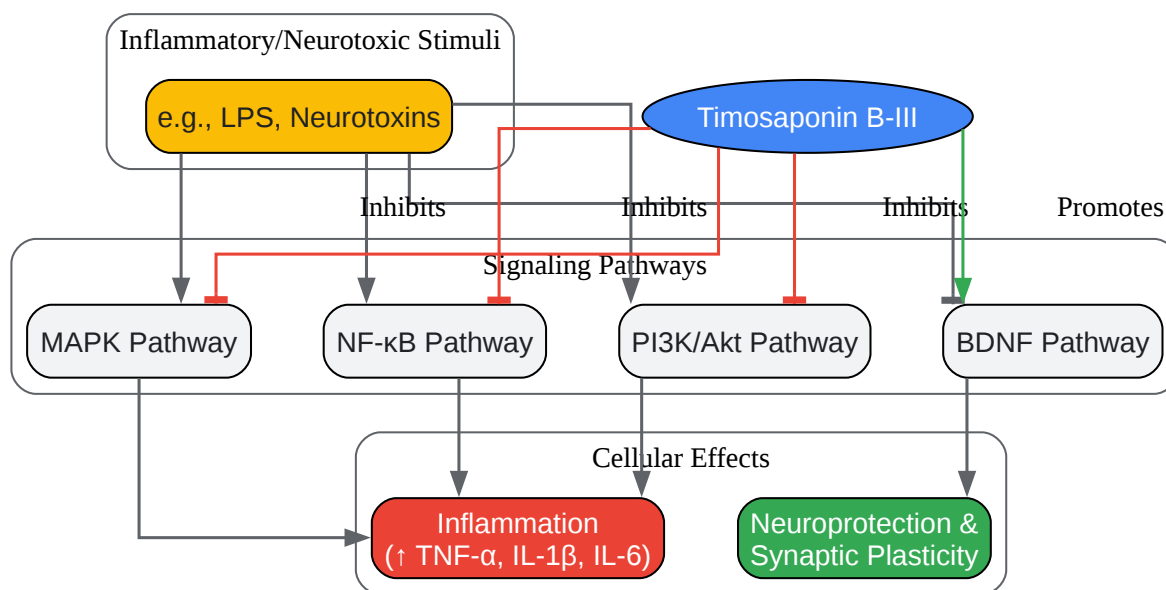 Inflammatory/Neurotoxic Stimuli
e.g., LPS, Neurotoxins
Timosaponin B-III
Inhibits
Inhibits
Inhibits
Promotes
Signaling Pathways
MAPK Pathway
NF-κB Pathway
PI3K/Akt Pathway
BDNF Pathway
Cellular Effects
Inflammation
(↑ TNF-α, IL-1β, IL-6)
Neuroprotection &
Synaptic Plasticity